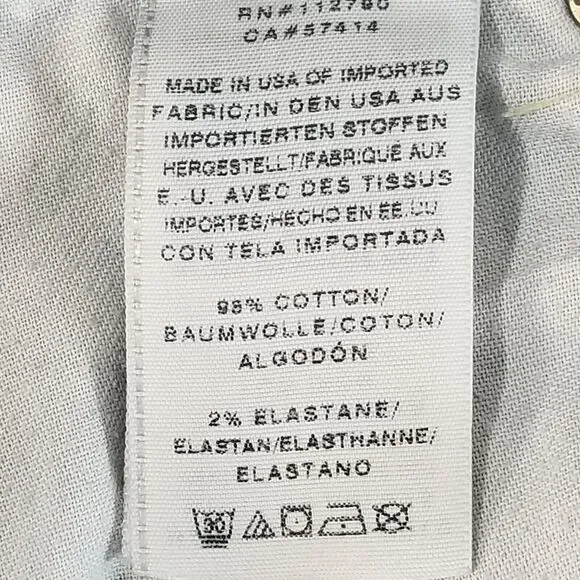 RN#112790
CA#57414
MADE IN USA OF IMPORTED
FABRIC/IN DEN USA AUS
IMPORTIERTEN STOFFEN
HERGESTELLT/FABRIQUE AUX
E.-U. AVEC DES TISSUS
IMPORTES/HECHO EN EE.UU
CON TELA IMPORTADA
98% COTTON/
BAUMWOLLE/COTON/
ALGODÓN
2% ELASTANE/
ELASTAN/ELASTHANNE/
ELASTANO
30